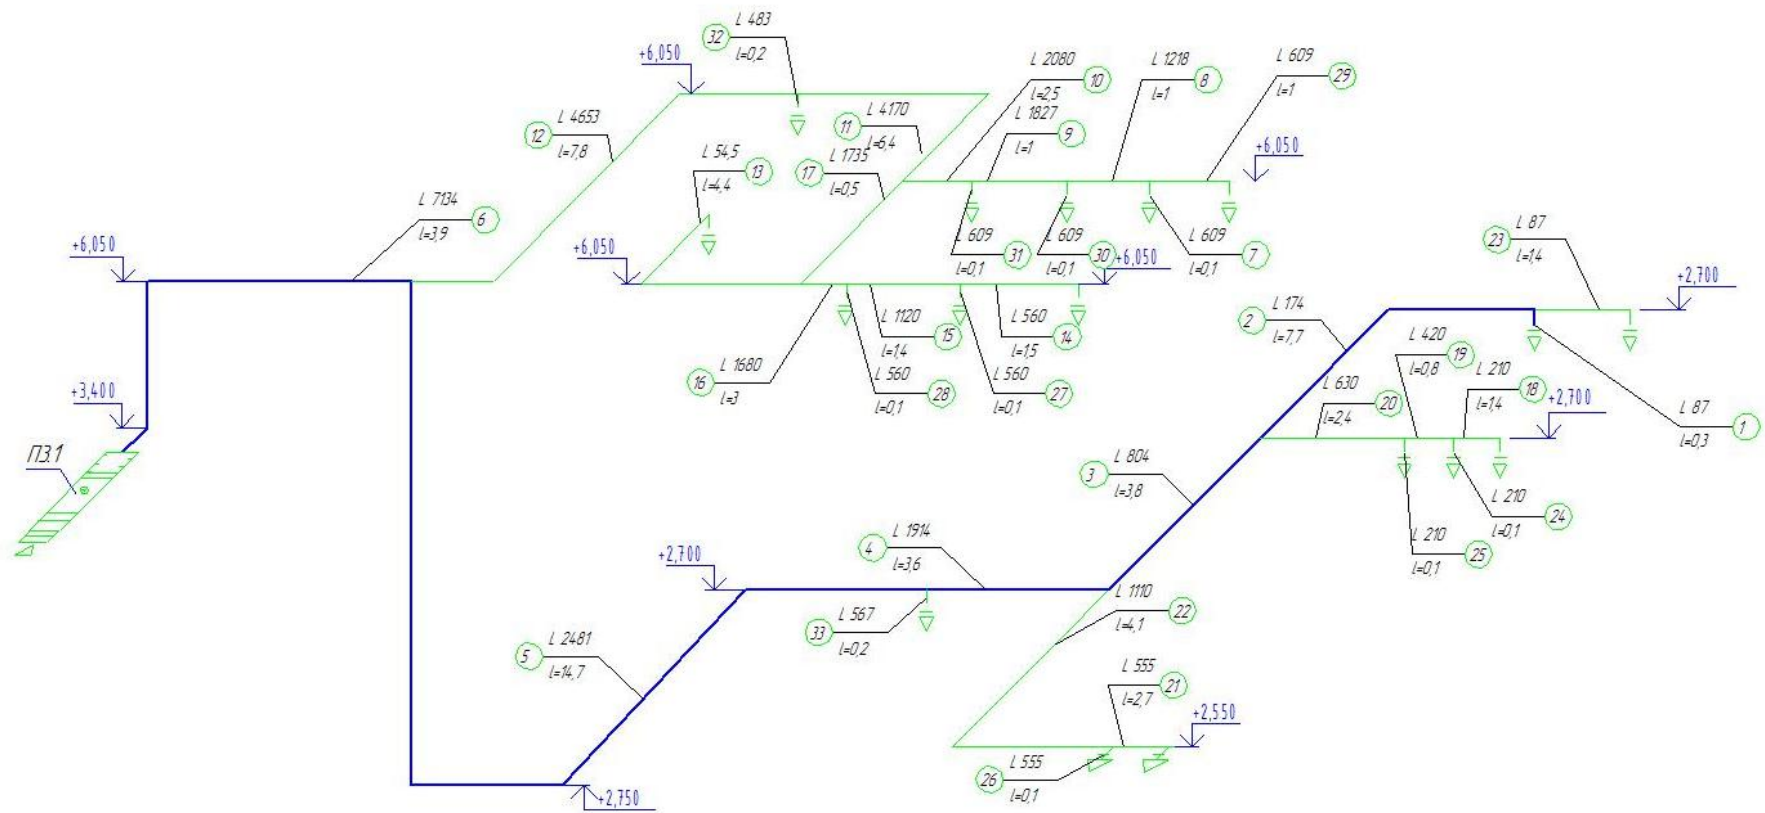 L 483
32
l=0,2
+6,050
L 2080
10
l=2,5
L 1218
8
l=1
L 609
29
l=1
L 4653
12
l=7,8
L 4170
11
l=6,4
L 1827
9
l=1
+6,050
L 54,5
13
l=4,4
L 1735
17
l=0,5
L 7134
6
l=3,9
+6,050
+6,050
L 609
31
l=0,1
L 609
30
l=0,1
+6,050
L 609
7
l=0,1
L 87
23
l=1,4
+2,700
L 174
2
l=7,7
L 1120
15
l=1,4
L 560
14
l=1,5
L 420
19
l=0,8
L 1680
16
l=3
L 560
28
l=0,1
L 560
27
l=0,1
L 630
20
l=2,4
L 210
18
l=1,4
+2,700
+3,400
L 87
1
l=0,3
П3.1
L 804
3
l=3,8
L 210
24
l=0,1
L 210
25
l=0,1
L 1914
4
l=3,6
+2,700
L 567
33
l=0,2
L 1110
22
l=4,1
L 2481
5
l=14,7
L 555
21
l=2,7
+2,550
L 555
26
l=0,1
+2,750